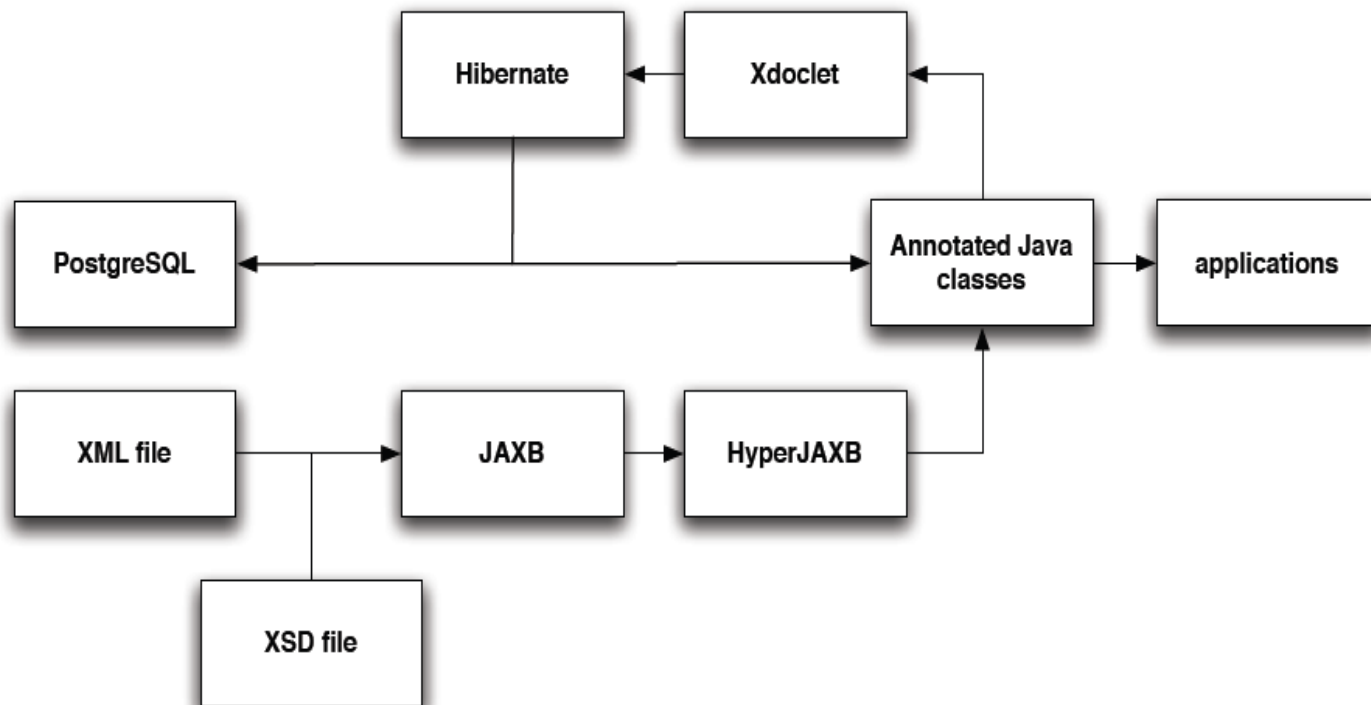 Hibernate
Xdoclet
PostgreSQL
Annotated Java
classes
applications
XML file
JAXB
HyperJAXB
XSD file